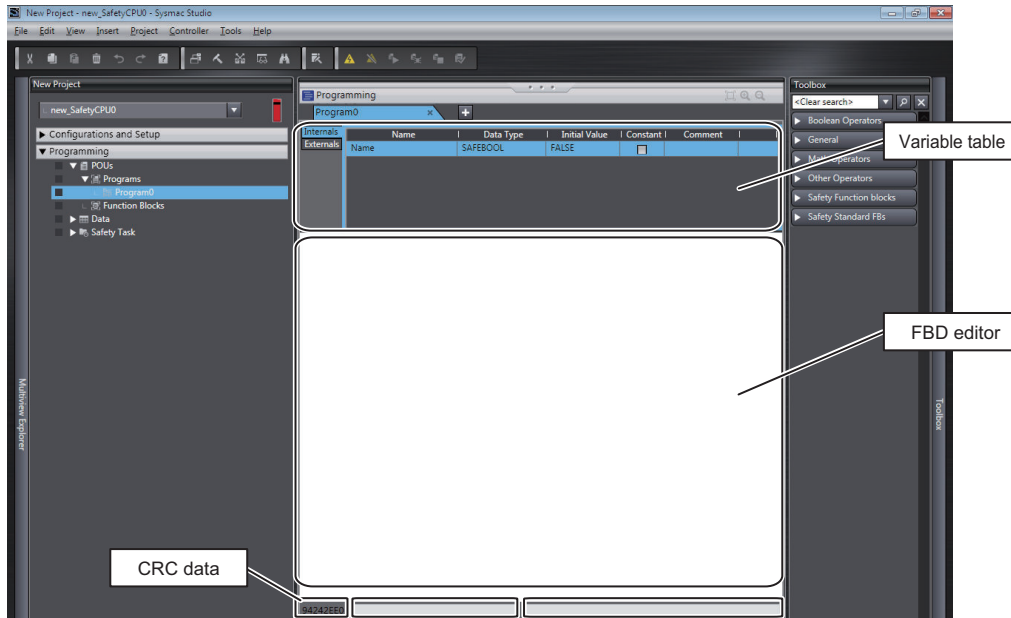 New Project - new_SafetyCPU0 - Sysmac Studio
File Edit View Insert Project Controller Tools Help
New Project
new_SafetyCPU0
Configurations and Setup
Programming
POUs
Programs
Program0
Function Blocks
Data
Safety Task
Multiview Explorer
Programming
Program0
Internals
Externals
Name Data Type Initial Value Constant Comment
Name SAFEBOOL FALSE
94242EE0
Toolbox
<Clear search>
Boolean Operators
General
Math Operators
Other Operators
Safety Function blocks
Safety Standard FBs
Toolbox
Variable table
FBD editor
CRC data